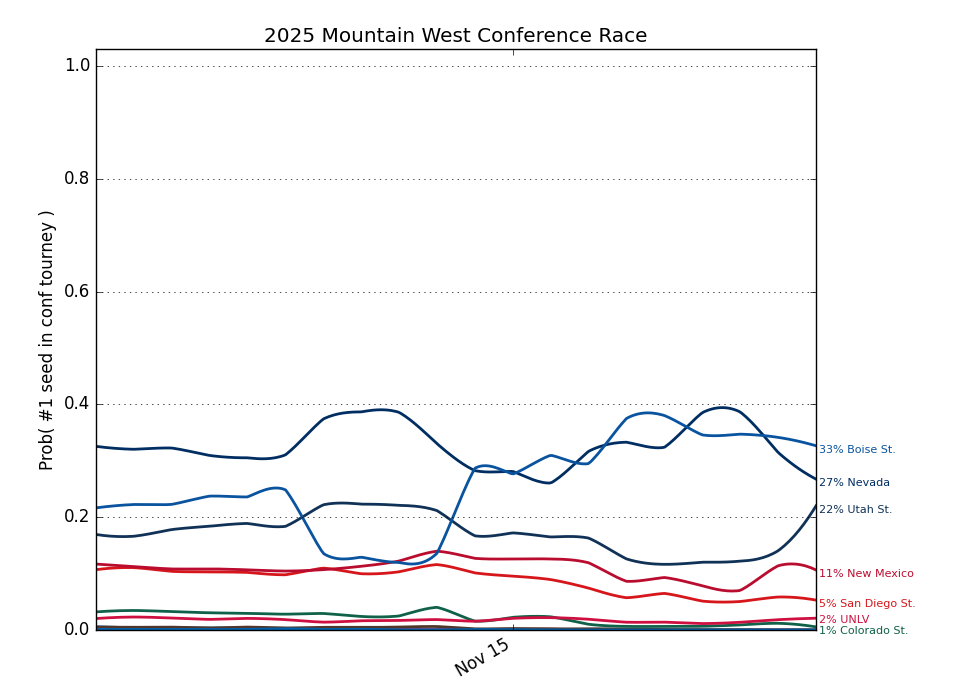 2025 Mountain West Conference Race
Prob( #1 seed in conf tourney )
1.0
0.8
0.6
0.4
0.2
0.0
Nov 15
33% Boise St.
27% Nevada
22% Utah St.
11% New Mexico
5% San Diego St.
2% UNLV
1% Colorado St.